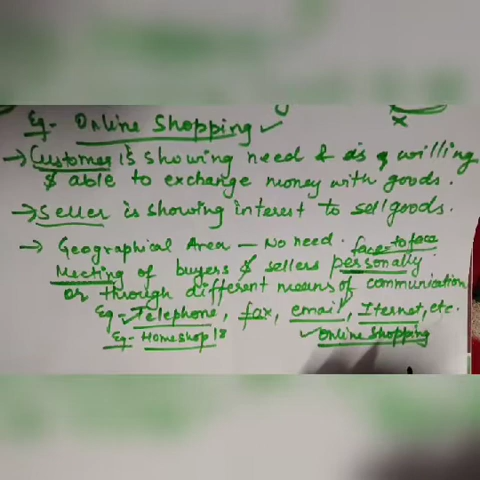 Eg- Online Shopping ✓
→ Customer is showing need & is willing
& able to exchange money with goods.
→ Seller is showing interest to sell goods.
→ Geographical Area — No need. face to face
Meeting of buyers & sellers personally
or through different means of communication
Eg- Telephone, fax, email, Iternet, etc.
Eg- Homeshop 18 ✓ Online Shopping